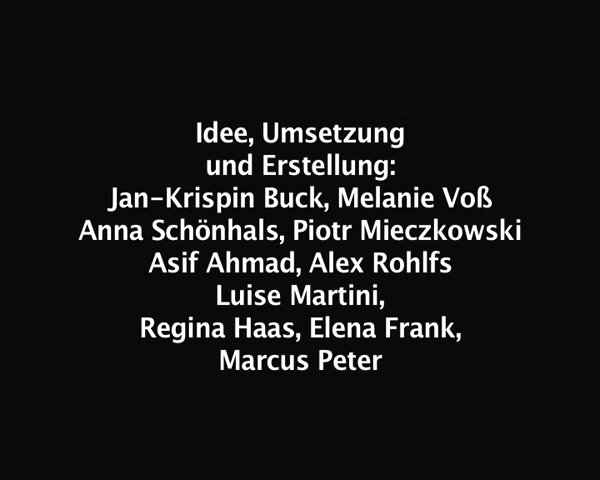 Idee, Umsetzung
und Erstellung:
Jan-Krispin Buck, Melanie Voß
Anna Schönhals, Piotr Mieczkowski
Asif Ahmad, Alex Rohlfs
Luise Martini,
Regina Haas, Elena Frank,
Marcus Peter